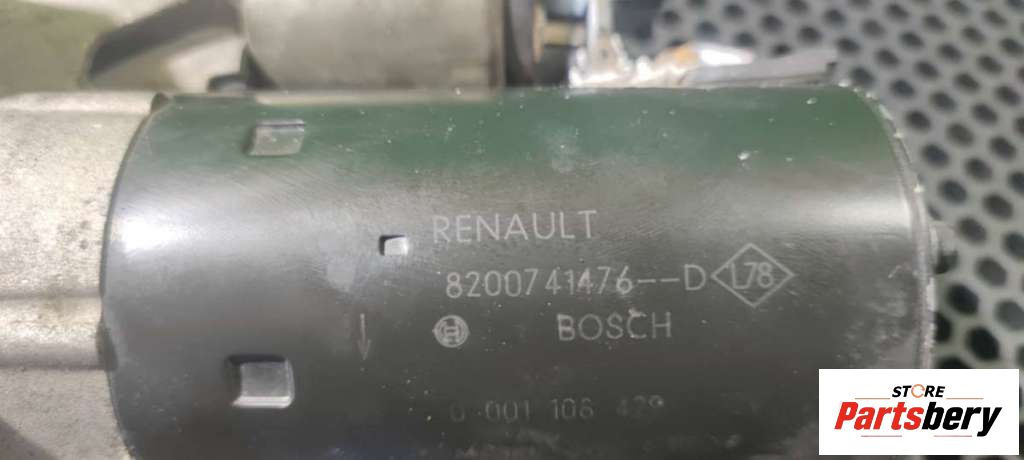 RENAULT
8200741476--D L78
BOSCH
0 001 106 429
STORE
Partsbery